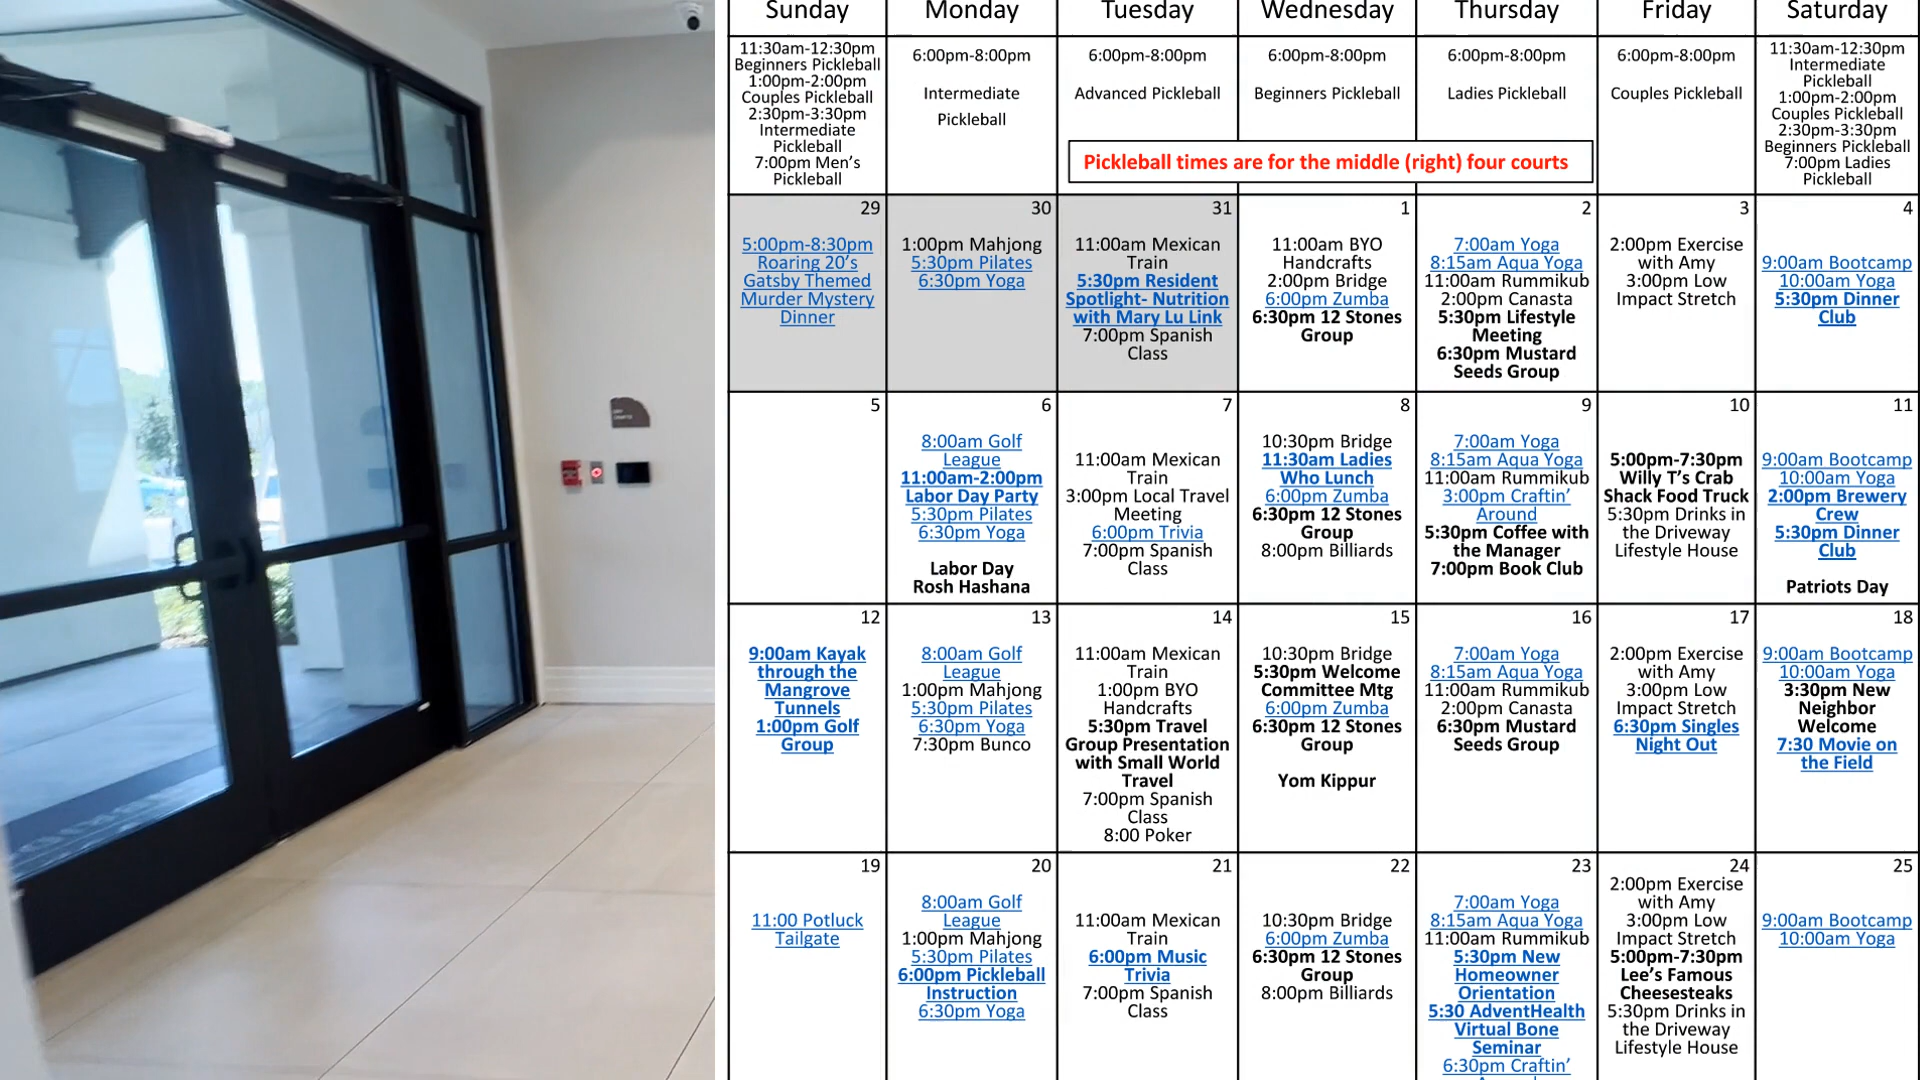 Sunday
Monday
Tuesday
Wednesday
Thursday
Friday
Saturday
11:30am-12:30pm
Beginners Pickleball
1:00pm-2:00pm
Couples Pickleball
2:30pm-3:30pm
Intermediate
Pickleball
7:00pm Men’s
Pickleball
6:00pm-8:00pm
Intermediate
Pickleball
6:00pm-8:00pm
Advanced Pickleball
6:00pm-8:00pm
Beginners Pickleball
6:00pm-8:00pm
Ladies Pickleball
6:00pm-8:00pm
Couples Pickleball
11:30am-12:30pm
Intermediate
Pickleball
1:00pm-2:00pm
Couples Pickleball
2:30pm-3:30pm
Beginners Pickleball
7:00pm Ladies
Pickleball
Pickleball times are for the middle (right) four courts
29
5:00pm-8:30pm
Roaring 20’s
Gatsby Themed
Murder Mystery
Dinner
30
1:00pm Mahjong
5:30pm Pilates
6:30pm Yoga
31
11:00am Mexican
Train
5:30pm Resident
Spotlight- Nutrition
with Mary Lu Link
7:00pm Spanish
Class
1
11:00am BYO
Handcrafts
2:00pm Bridge
6:00pm Zumba
6:30pm 12 Stones
Group
2
7:00am Yoga
8:15am Aqua Yoga
11:00am Rummikub
2:00pm Canasta
5:30pm Lifestyle
Meeting
6:30pm Mustard
Seeds Group
3
2:00pm Exercise
with Amy
3:00pm Low
Impact Stretch
4
9:00am Bootcamp
10:00am Yoga
5:30pm Dinner
Club
5
6
8:00am Golf
League
11:00am-2:00pm
Labor Day Party
5:30pm Pilates
6:30pm Yoga
Labor Day
Rosh Hashana
7
11:00am Mexican
Train
3:00pm Local Travel
Meeting
6:00pm Trivia
7:00pm Spanish
Class
8
10:30pm Bridge
11:30am Ladies
Who Lunch
6:00pm Zumba
6:30pm 12 Stones
Group
8:00pm Billiards
9
7:00am Yoga
8:15am Aqua Yoga
11:00am Rummikub
3:00pm Craftin’
Around
5:30pm Coffee with
the Manager
7:00pm Book Club
10
5:00pm-7:30pm
Willy T’s Crab
Shack Food Truck
5:30pm Drinks in
the Driveway
Lifestyle House
11
9:00am Bootcamp
10:00am Yoga
2:00pm Brewery
Crew
5:30pm Dinner
Club
Patriots Day
12
9:00am Kayak
through the
Mangrove
Tunnels
1:00pm Golf
Group
13
8:00am Golf
League
1:00pm Mahjong
5:30pm Pilates
6:30pm Yoga
7:30pm Bunco
14
11:00am Mexican
Train
1:00pm BYO
Handcrafts
5:30pm Travel
Group Presentation
with Small World
Travel
7:00pm Spanish
Class
8:00 Poker
15
10:30pm Bridge
5:30pm Welcome
Committee Mtg
6:00pm Zumba
6:30pm 12 Stones
Group
Yom Kippur
16
7:00am Yoga
8:15am Aqua Yoga
11:00am Rummikub
2:00pm Canasta
6:30pm Mustard
Seeds Group
17
2:00pm Exercise
with Amy
3:00pm Low
Impact Stretch
6:30pm Singles
Night Out
18
9:00am Bootcamp
10:00am Yoga
3:30pm New
Neighbor
Welcome
7:30 Movie on
the Field
19
11:00 Potluck
Tailgate
20
8:00am Golf
League
1:00pm Mahjong
5:30pm Pilates
6:00pm Pickleball
Instruction
6:30pm Yoga
21
11:00am Mexican
Train
6:00pm Music
Trivia
7:00pm Spanish
Class
22
10:30pm Bridge
6:00pm Zumba
6:30pm 12 Stones
Group
8:00pm Billiards
23
7:00am Yoga
8:15am Aqua Yoga
11:00am Rummikub
5:30pm New
Homeowner
Orientation
5:30 AdventHealth
Virtual Bone
Seminar
6:30pm Craftin’
24
2:00pm Exercise
with Amy
3:00pm Low
Impact Stretch
5:00pm-7:30pm
Lee’s Famous
Cheesesteaks
5:30pm Drinks in
the Driveway
Lifestyle House
25
9:00am Bootcamp
10:00am Yoga